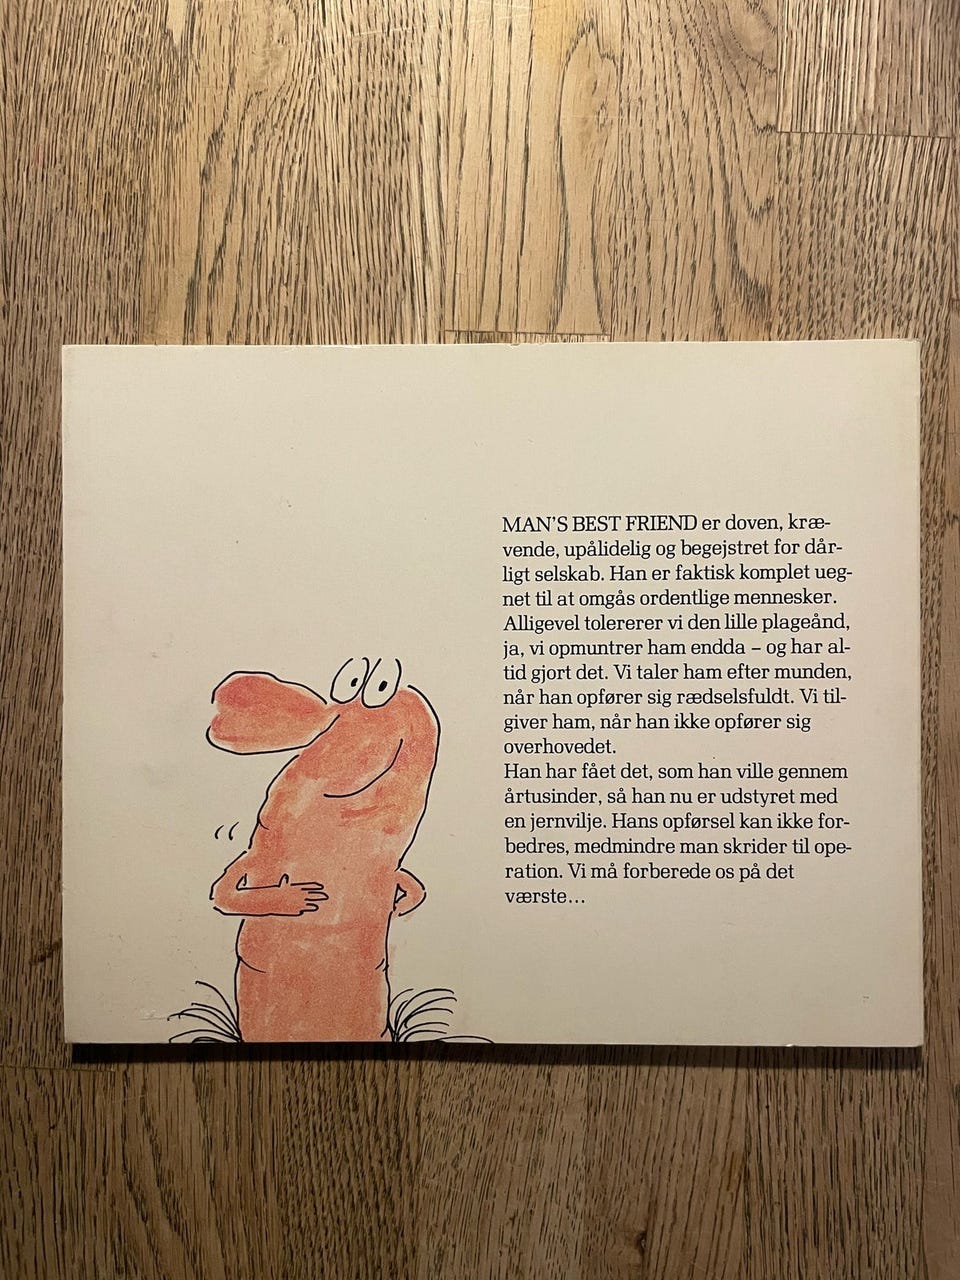 MAN'S BEST FRIEND er doven, kræ-
vende, upålidelig og begejstret for dår-
ligt selskab. Han er faktisk komplet ueg-
net til at omgås ordentlige mennesker.
Alligevel tolererer vi den lille plageånd,
ja, vi opmuntrer ham endda – og har al-
tid gjort det. Vi taler ham efter munden,
når han opfører sig rædselsfuldt. Vi til-
giver ham, når han ikke opfører sig
overhovedet.
Han har fået det, som han ville gennem
årtusinder, så han nu er udstyret med
en jernvilje. Hans opførsel kan ikke for-
bedres, medmindre man skrider til ope-
ration. Vi må forberede os på det
værste...